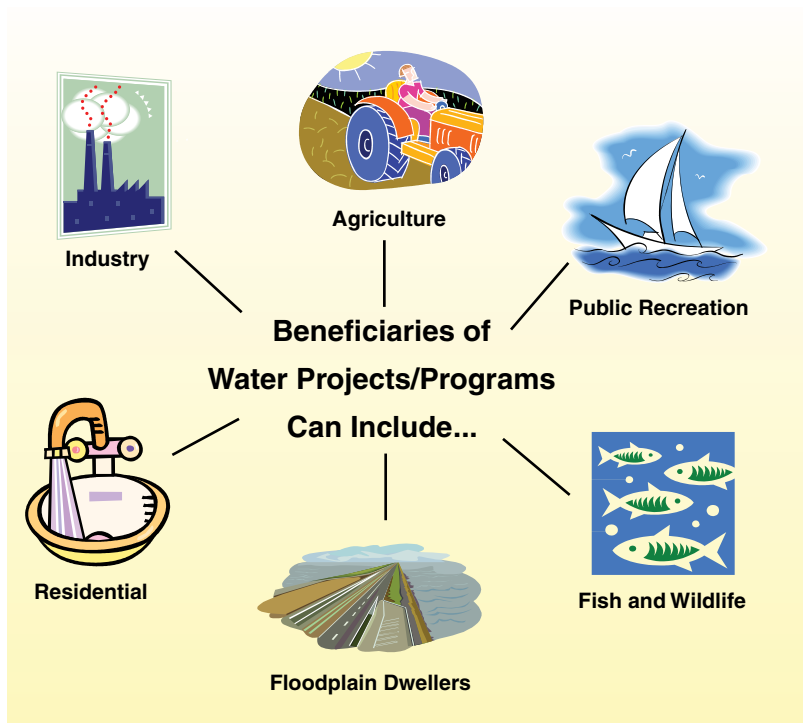 Agriculture
Industry
Public Recreation
Beneficiaries of
Water Projects/Programs
Can Include...
Residential
Fish and Wildlife
Floodplain Dwellers